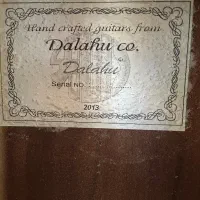 Hand crafted guitars from
Dalahu co.
"Dalahu"
Serial NO
2013